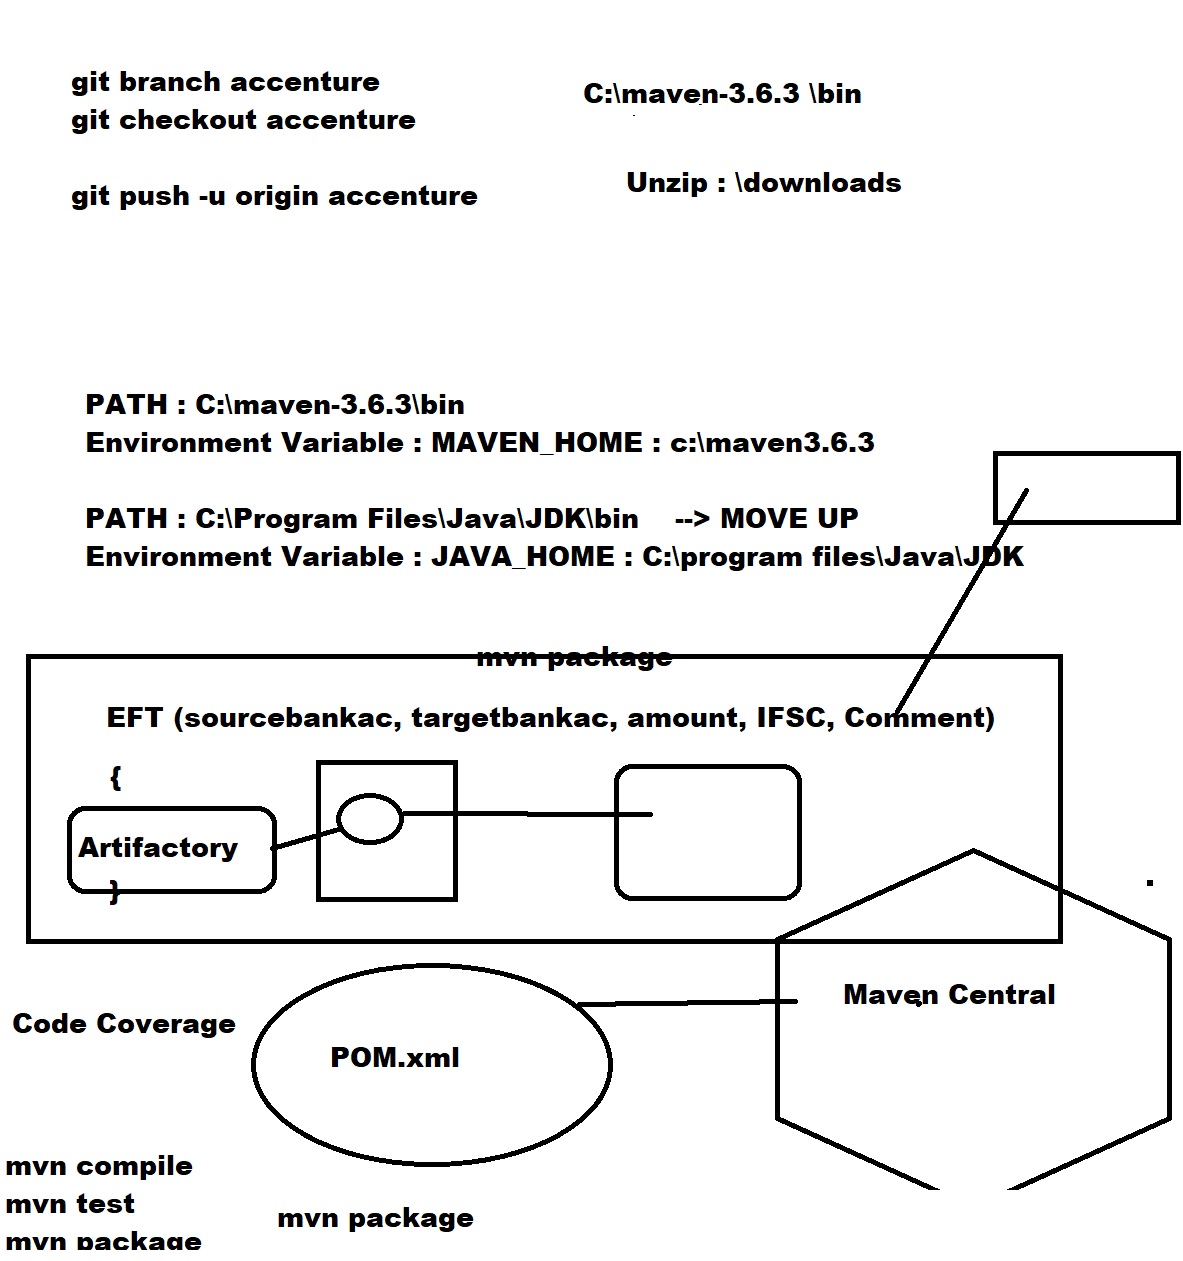 git branch accenture
git checkout accenture
git push -u origin accenture
C:\maven-3.6.3 \bin
Unzip : \downloads
PATH : C:\maven-3.6.3\bin
Environment Variable : MAVEN_HOME : c:\maven3.6.3
PATH : C:\Program Files\Java\JDK\bin --> MOVE UP
Environment Variable : JAVA_HOME : C:\program files\Java\JDK
mvn package
EFT (sourcebankac, targetbankac, amount, IFSC, Comment)
{
Artifactory
}
Maven Central
Code Coverage
POM.xml
mvn compile
mvn test
mvn package
mvn package